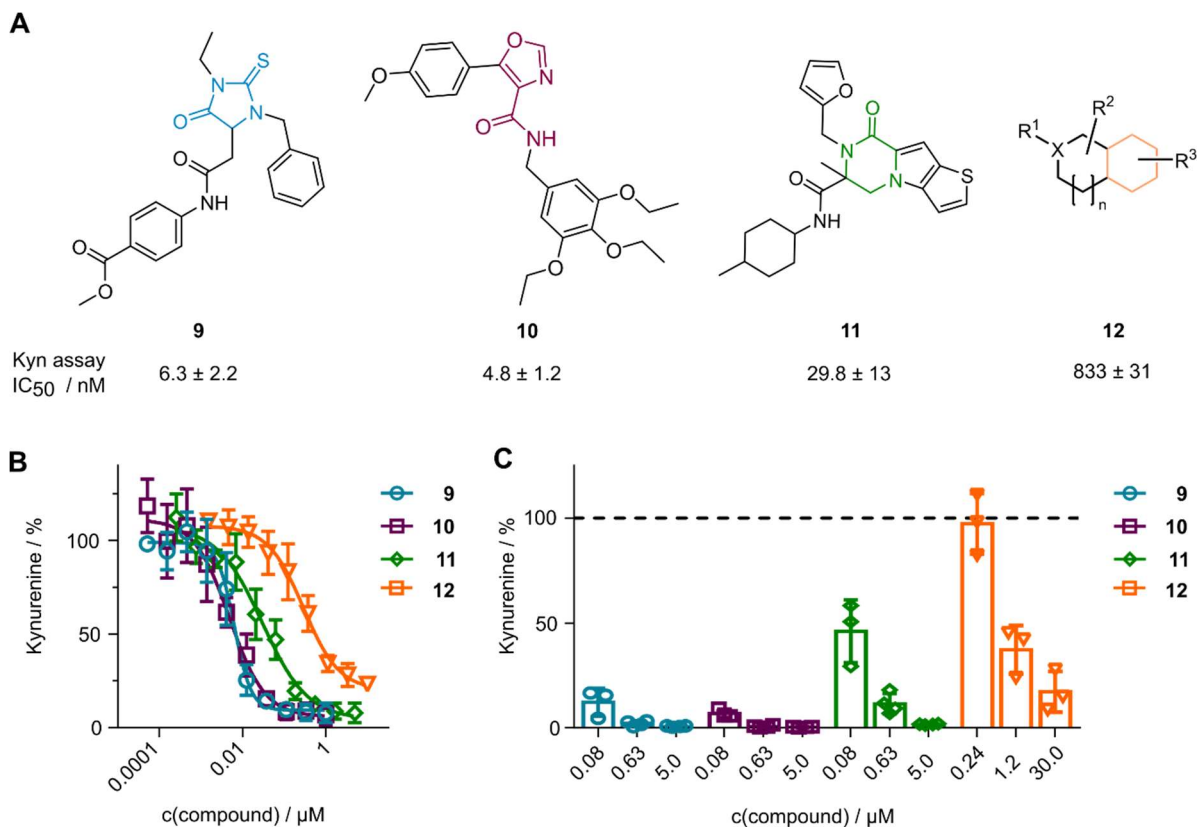 A
9
10
11
12
O
N
N
S
O
NH
O
O
O
N
O
O
NH
O
O
O
O
N
O
N
O
NH
S
R1
X
R2
R3
n
Kyn assay
IC50 / nM
6.3 ± 2.2
4.8 ± 1.2
29.8 ± 13
833 ± 31
B
Kynurenine / %
100
50
0
0.0001
0.01
1
c(compound) / µM
9
10
11
12
C
Kynurenine / %
100
50
0
0.08
0.63
5.0
0.08
0.63
5.0
0.08
0.63
5.0
0.24
1.2
30.0
c(compound) / µM
9
10
11
12